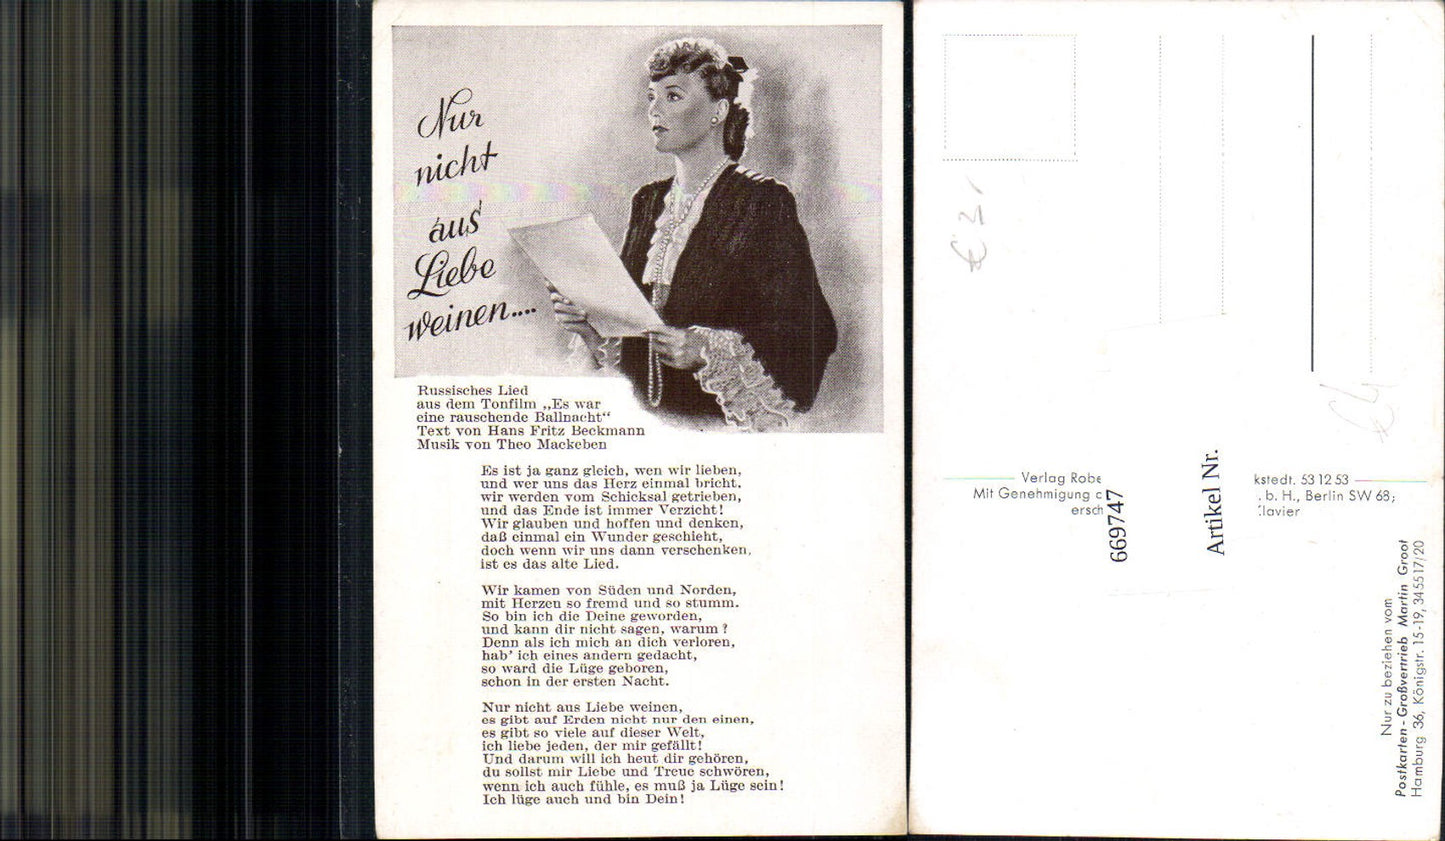 Nur
nicht
aus
Liebe
weinen....
Russisches Lied
aus dem Tonfilm „Es war
eine rauschende Ballnacht“
Text von Hans Fritz Beckmann
Musik von Theo Mackeben
Es ist ja ganz gleich, wen wir lieben,
und wer uns das Herz einmal bricht.
wir werden vom Schicksal getrieben,
und das Ende ist immer Verzicht!
Wir glauben und hoffen und denken,
daß einmal ein Wunder geschieht,
doch wenn wir uns dann verschenken,
ist es das alte Lied.
Wir kamen von Süden und Norden,
mit Herzen so fremd und so stumm.
So bin ich die Deine geworden,
und kann dir nicht sagen, warum?
Denn als ich mich an dich verloren,
hab' ich eines andern gedacht,
so ward die Lüge geboren,
schon in der ersten Nacht.
Nur nicht aus Liebe weinen,
es gibt auf Erden nicht nur den einen,
es gibt so viele auf dieser Welt,
ich liebe jeden, der mir gefällt!
Und darum will ich heut dir gehören,
du sollst mir Liebe und Treue schwören,
wenn ich auch fühle, es muß ja Lüge sein!
Ich lüge auch und bin Dein!
€ 3,
Verlag Robe kstedt. 53 12 53
Mit Genehmigung .b. H., Berlin SW 68;
ersch lavier
Artikel Nr.
669747
Nur zu beziehen vom
Postkarten-Großvertrieb Martin Groot
Hamburg 36, Königstr. 15-19, 345517/20